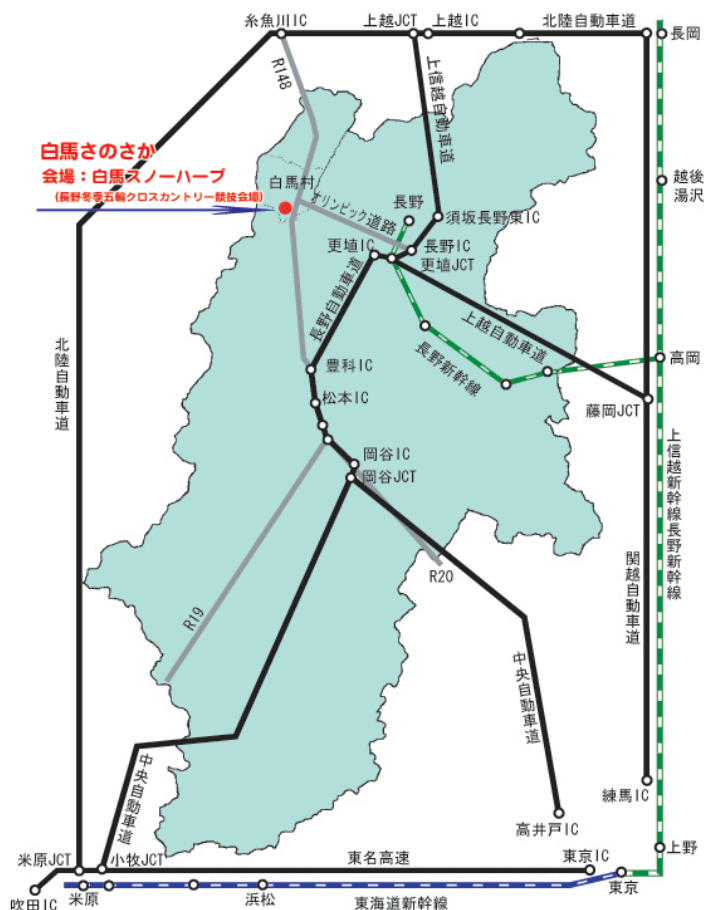 糸魚川IC
上越JCT
上越IC
北陸自動車道
長岡
R148
上信越自動車道
白馬さのさか
会場：白馬スノーハープ
（長野冬季五輪クロスカントリー競技会場）
白馬村
オリンピック道路
長野
須坂長野東IC
越後
湯沢
更埴IC
長野IC
更埴JCT
長野自動車道
上越自動車道
長野新幹線
北陸自動車道
高岡
豊科IC
松本IC
藤岡JCT
岡谷IC
岡谷JCT
上信越新幹線長野新幹線
R20
関越自動車道
R19
中央自動車道
中央自動車道
練馬IC
高井戸IC
上野
米原JCT
小牧JCT
東名高速
東京IC
東京
吹田IC
米原
浜松
東海道新幹線